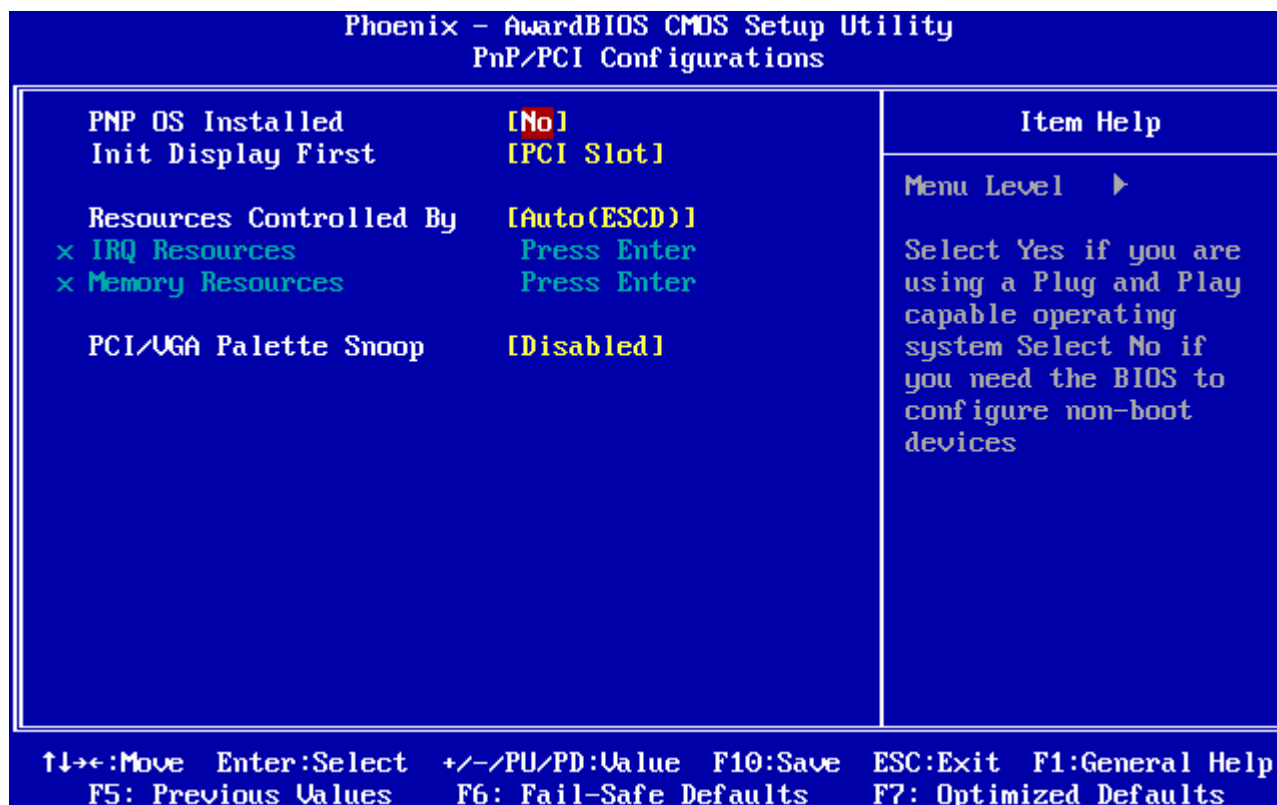 Phoenix - AwardBIOS CMOS Setup Utility
PnP/PCI Configurations
PNP OS Installed [No]
Init Display First [PCI Slot]
Resources Controlled By [Auto(ESCD)]
x IRQ Resources Press Enter
x Memory Resources Press Enter
PCI/VGA Palette Snoop [Disabled]
Item Help
Menu Level ▶
Select Yes if you are
using a Plug and Play
capable operating
system Select No if
you need the BIOS to
configure non-boot
devices
↑↓→←:Move Enter:Select +/-/PU/PD:Value F10:Save ESC:Exit F1:General Help
F5: Previous Values F6: Fail-Safe Defaults F7: Optimized Defaults